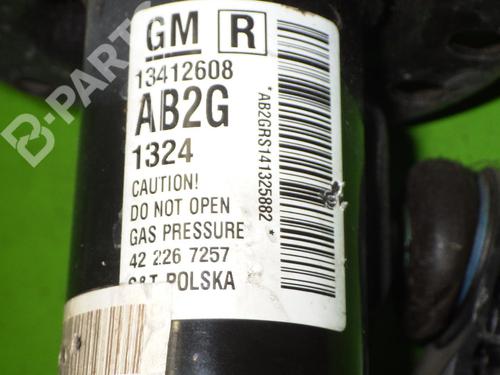 GM R
13412608
AB2G
1324
CAUTION!
DO NOT OPEN
GAS PRESSURE
42 226 7257
S&T POLSKA
*AB2GRS141325882*
B-PARTS